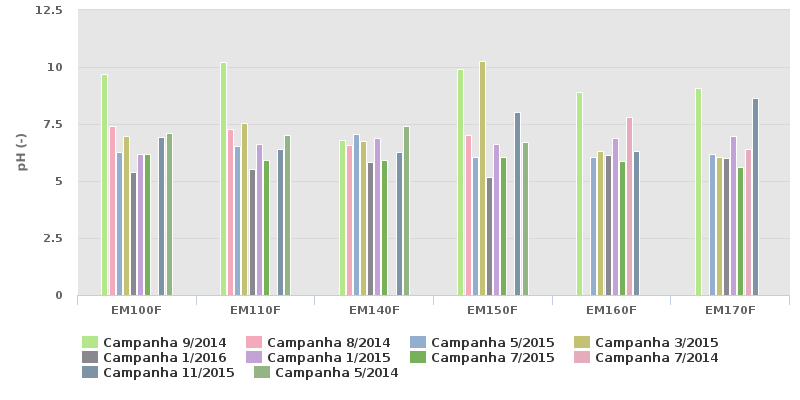 12.5
10
7.5
5
2.5
0
pH (-)
EM100F EM110F EM140F EM150F EM160F EM170F
Campanha 9/2014 Campanha 8/2014 Campanha 5/2015 Campanha 3/2015
Campanha 1/2016 Campanha 1/2015 Campanha 7/2015 Campanha 7/2014
Campanha 11/2015 Campanha 5/2014